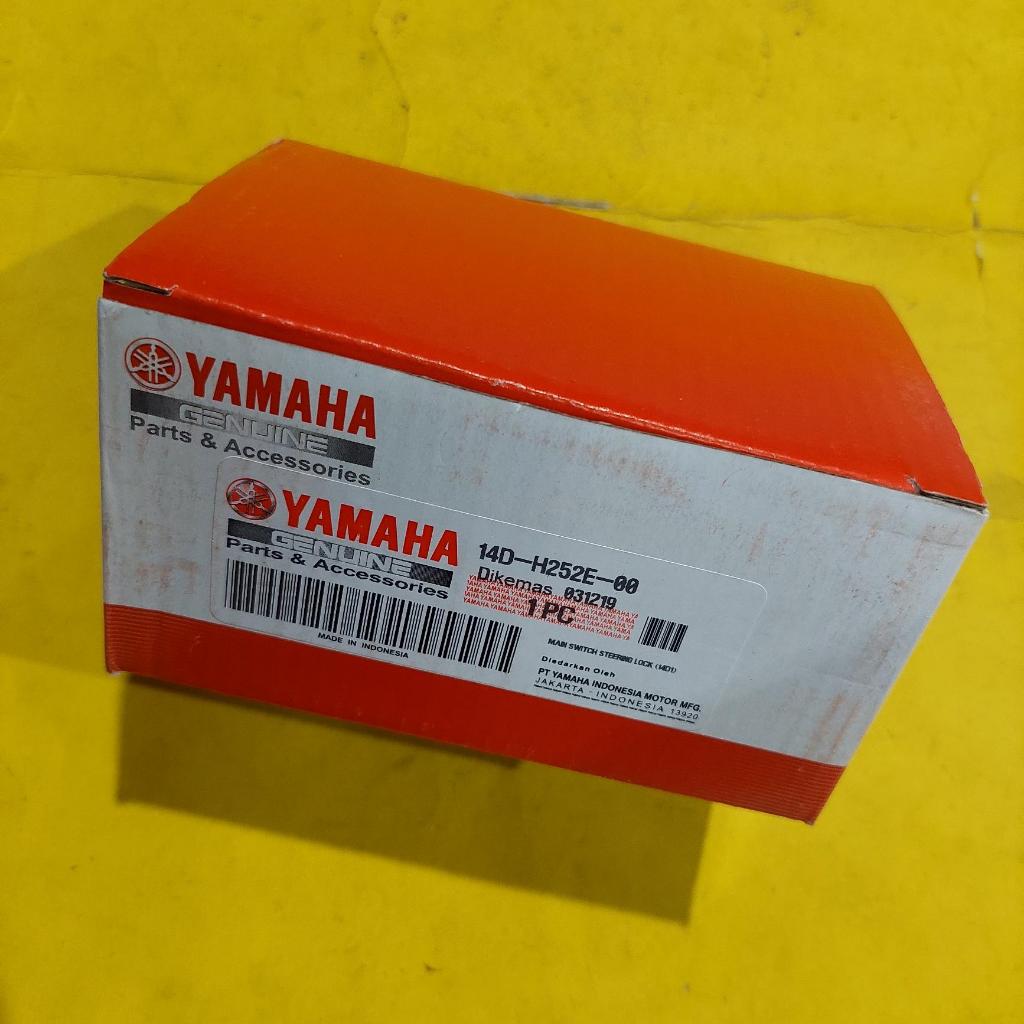 YAMAHA
GENUINE
Parts & Accessories
YAMAHA
GENUINE
Parts & Accessories
MADE IN INDONESIA
14D-H252E-00
Dikemas 031219
1PC
MAIN SWITCH STEERING LOCK (14D1)
Diedarkan Oleh
PT YAMAHA INDONESIA MOTOR MFG.
JAKARTA - INDONESIA 13920